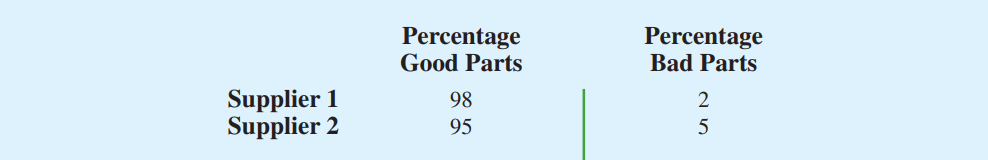 Percentage Percentage
Good Parts Bad Parts
Supplier 1 98 2
Supplier 2 95 5